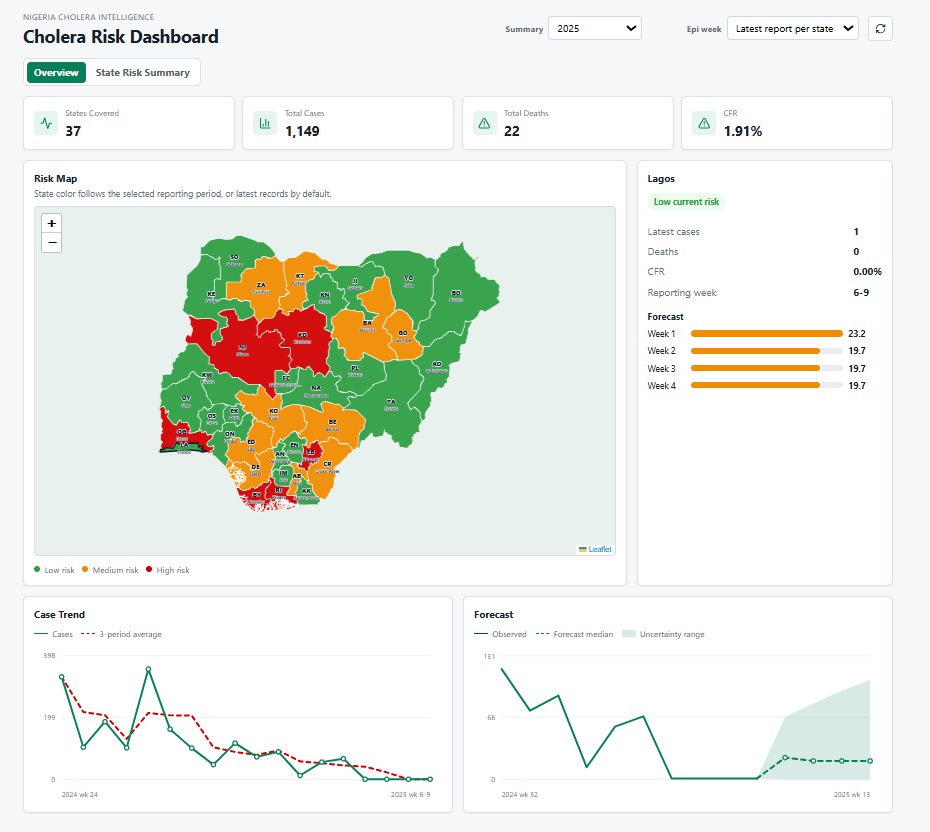 NIGERIA CHOLERA INTELLIGENCE
Cholera Risk Dashboard
Summary 2025 Epi week Latest report per state
Overview State Risk Summary
States Covered
37
Total Cases
1,149
Total Deaths
22
CFR
1.91%
Risk Map
State color follows the selected reporting period, or latest records by default.
+
−
SO
KT
ZA
JI
YO
KE
KN
BO
BA
GO
KD
NI
PL
AD
KW
FC
NA
OY
TA
OS
EK
KO
BE
ON
ED
EN
AN
EB
CR
Cross River
DE
IM
AB
RI
AK
LA
Leaflet
Low risk Medium risk High risk
Lagos
Low current risk
Latest cases 1
Deaths 0
CFR 0.00%
Reporting week 6-9
Forecast
Week 1 23.2
Week 2 19.7
Week 3 19.7
Week 4 19.7
Case Trend
Cases 3-period average
398
199
0
2024 wk 24 2025 wk 6-9
Forecast
Observed Forecast median Uncertainty range
131
66
0
2024 wk 32 2025 wk 13